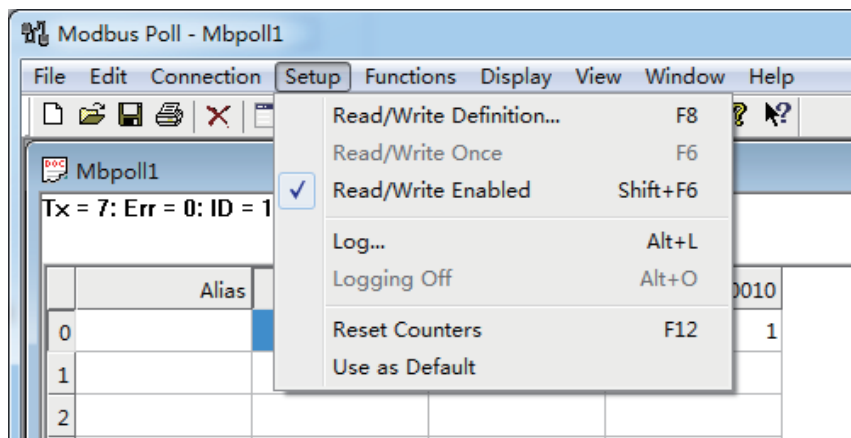 Modbus Poll - Mbpoll1
File Edit Connection Setup Functions Display View Window Help
Read/Write Definition... F8
Read/Write Once F6
Mbpoll1
Read/Write Enabled Shift+F6
Tx = 7: Err = 0: ID = 1
Log... Alt+L
Logging Off Alt+O
Alias 0010
Reset Counters F12
0 1
Use as Default
1
2